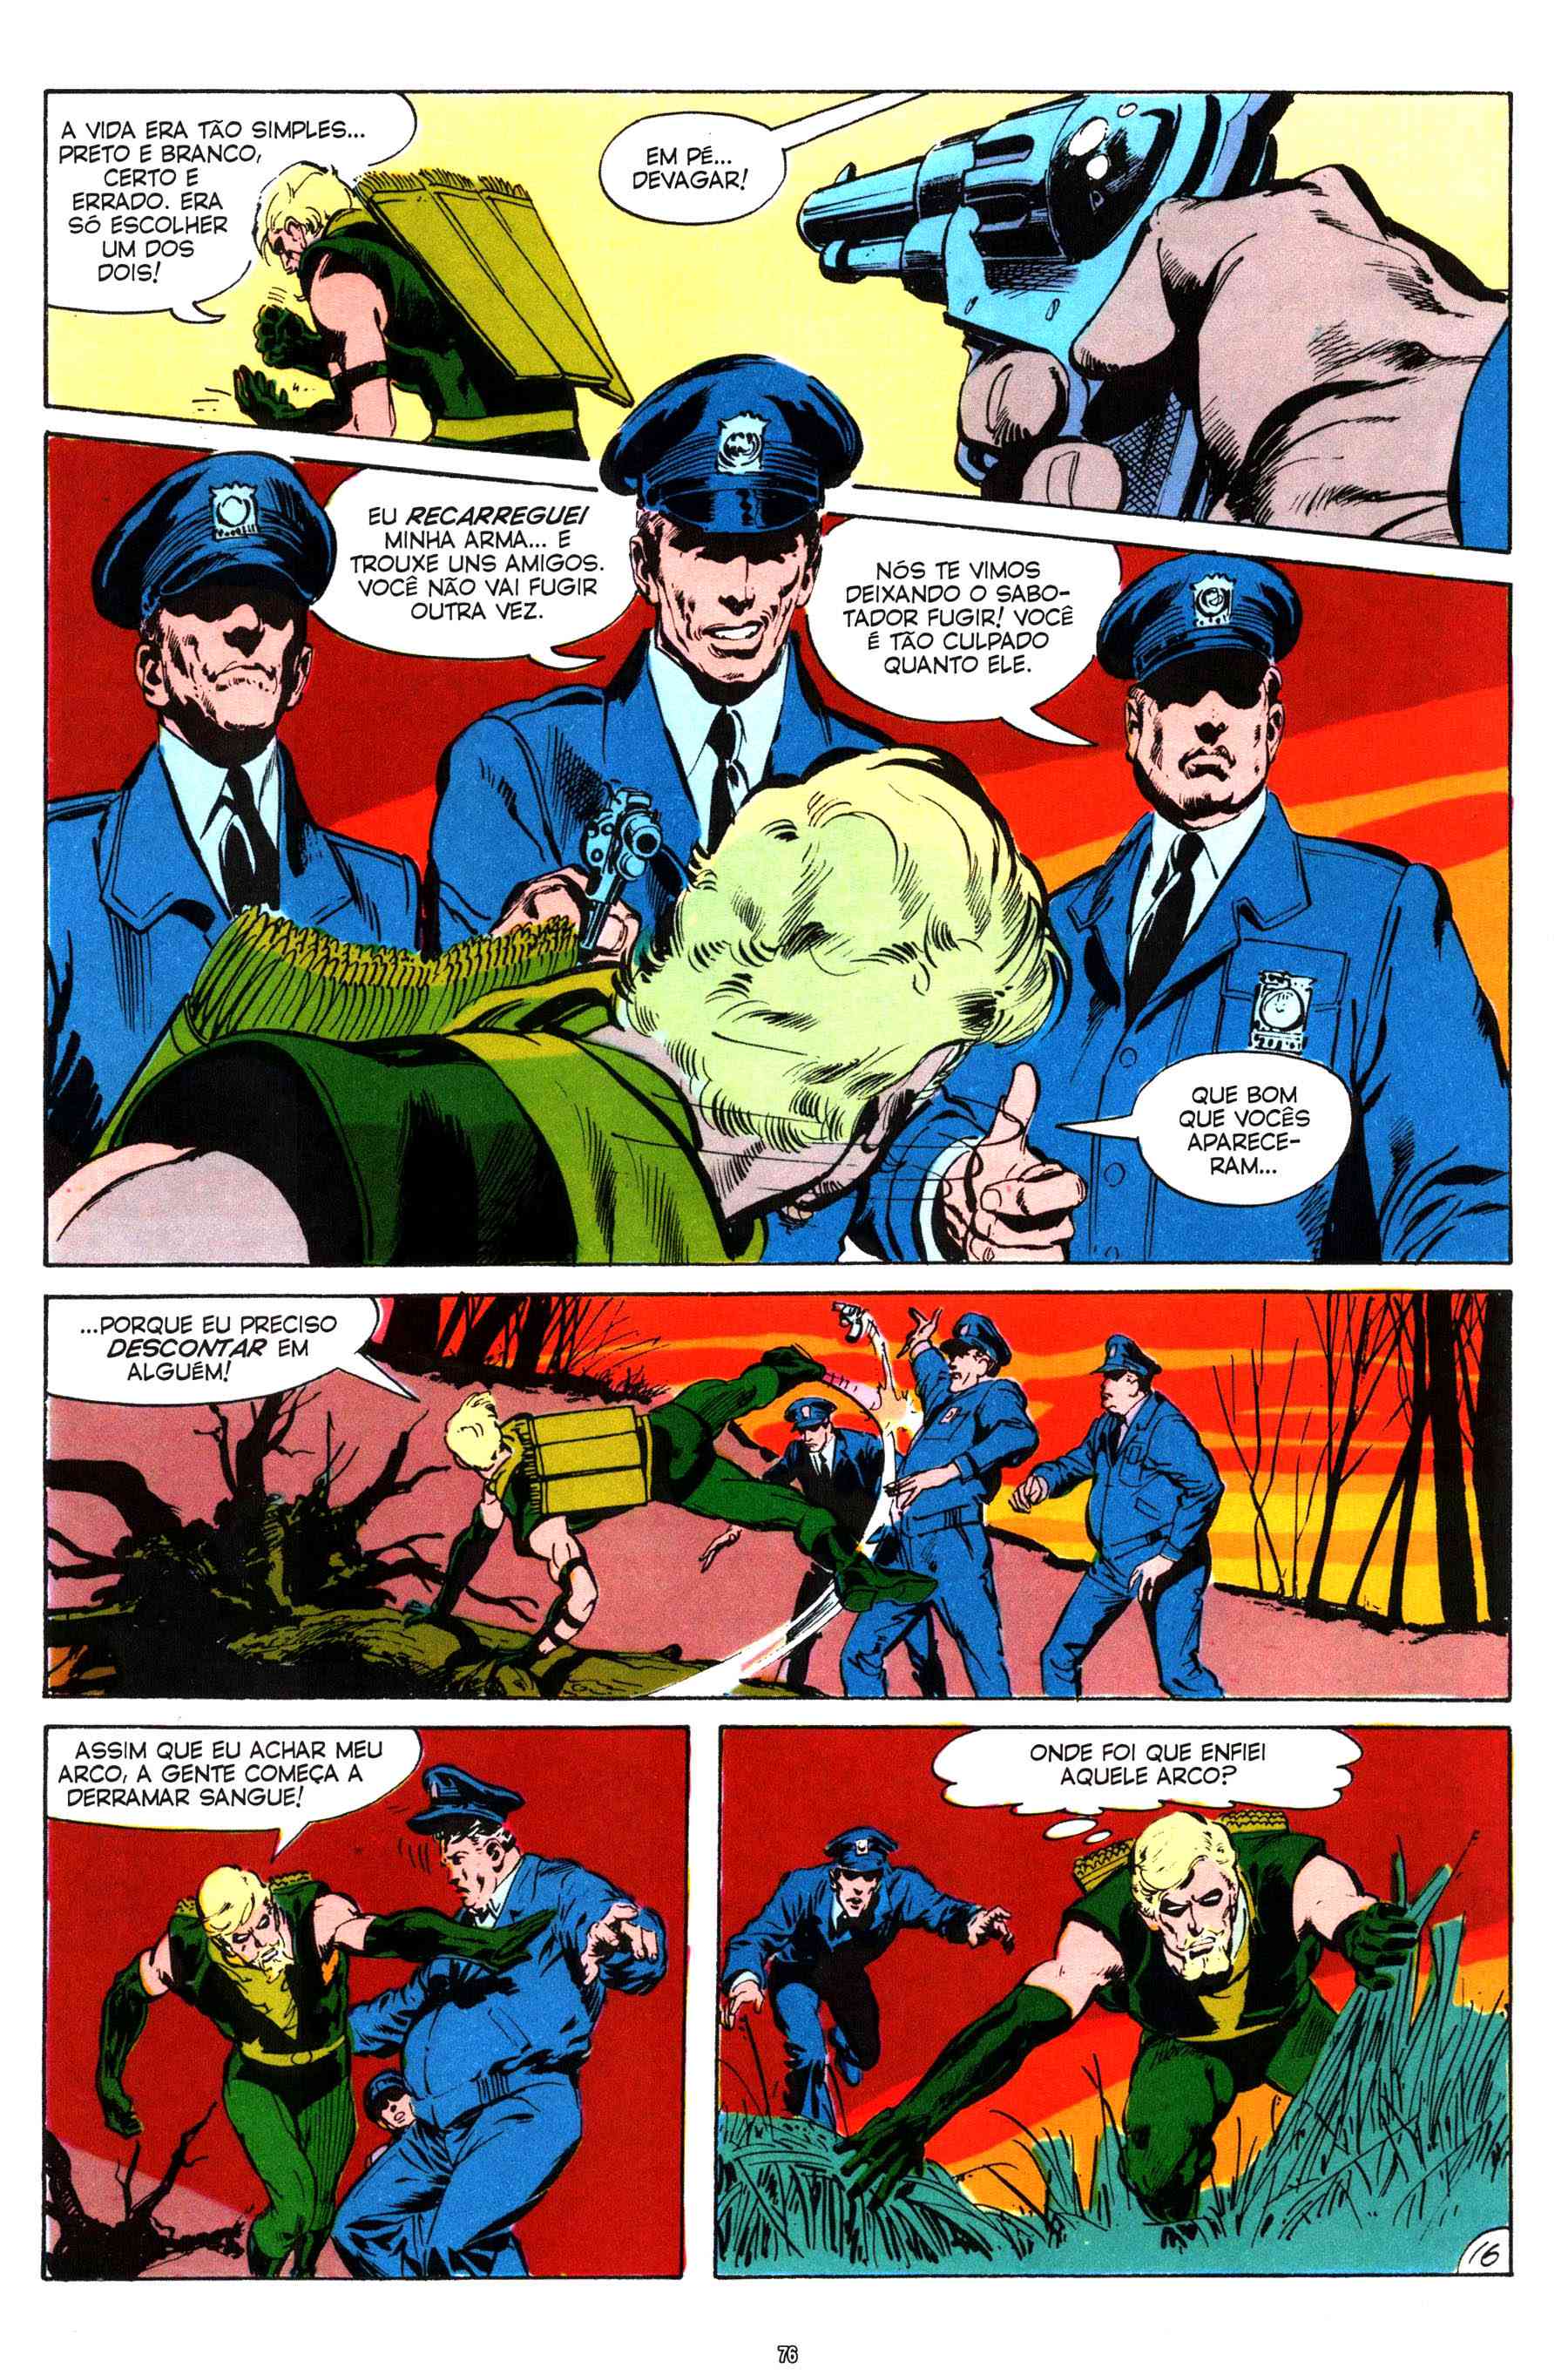 A VIDA ERA TÃO SIMPLES...
PRETO E BRANCO,
CERTO E
ERRADO. ERA
SÓ ESCOLHER
UM DOS
DOIS!
EM PÉ...
DEVAGAR!
EU RECARREGUEI
MINHA ARMA... E
TROUXE UNS AMIGOS.
VOCÊ NÃO VAI FUGIR
OUTRA VEZ.
NÓS TE VIMOS
DEIXANDO O SABO-
TADOR FUGIR! VOCÊ
É TÃO CULPADO
QUANTO ELE.
QUE BOM
QUE VOCÊS
APARECE-
RAM...
...PORQUE EU PRECISO
DESCONTAR EM
ALGUÉM!
ASSIM QUE EU ACHAR MEU
ARCO, A GENTE COMEÇA A
DERRAMAR SANGUE!
ONDE FOI QUE ENFIEI
AQUELE ARCO?
16
76